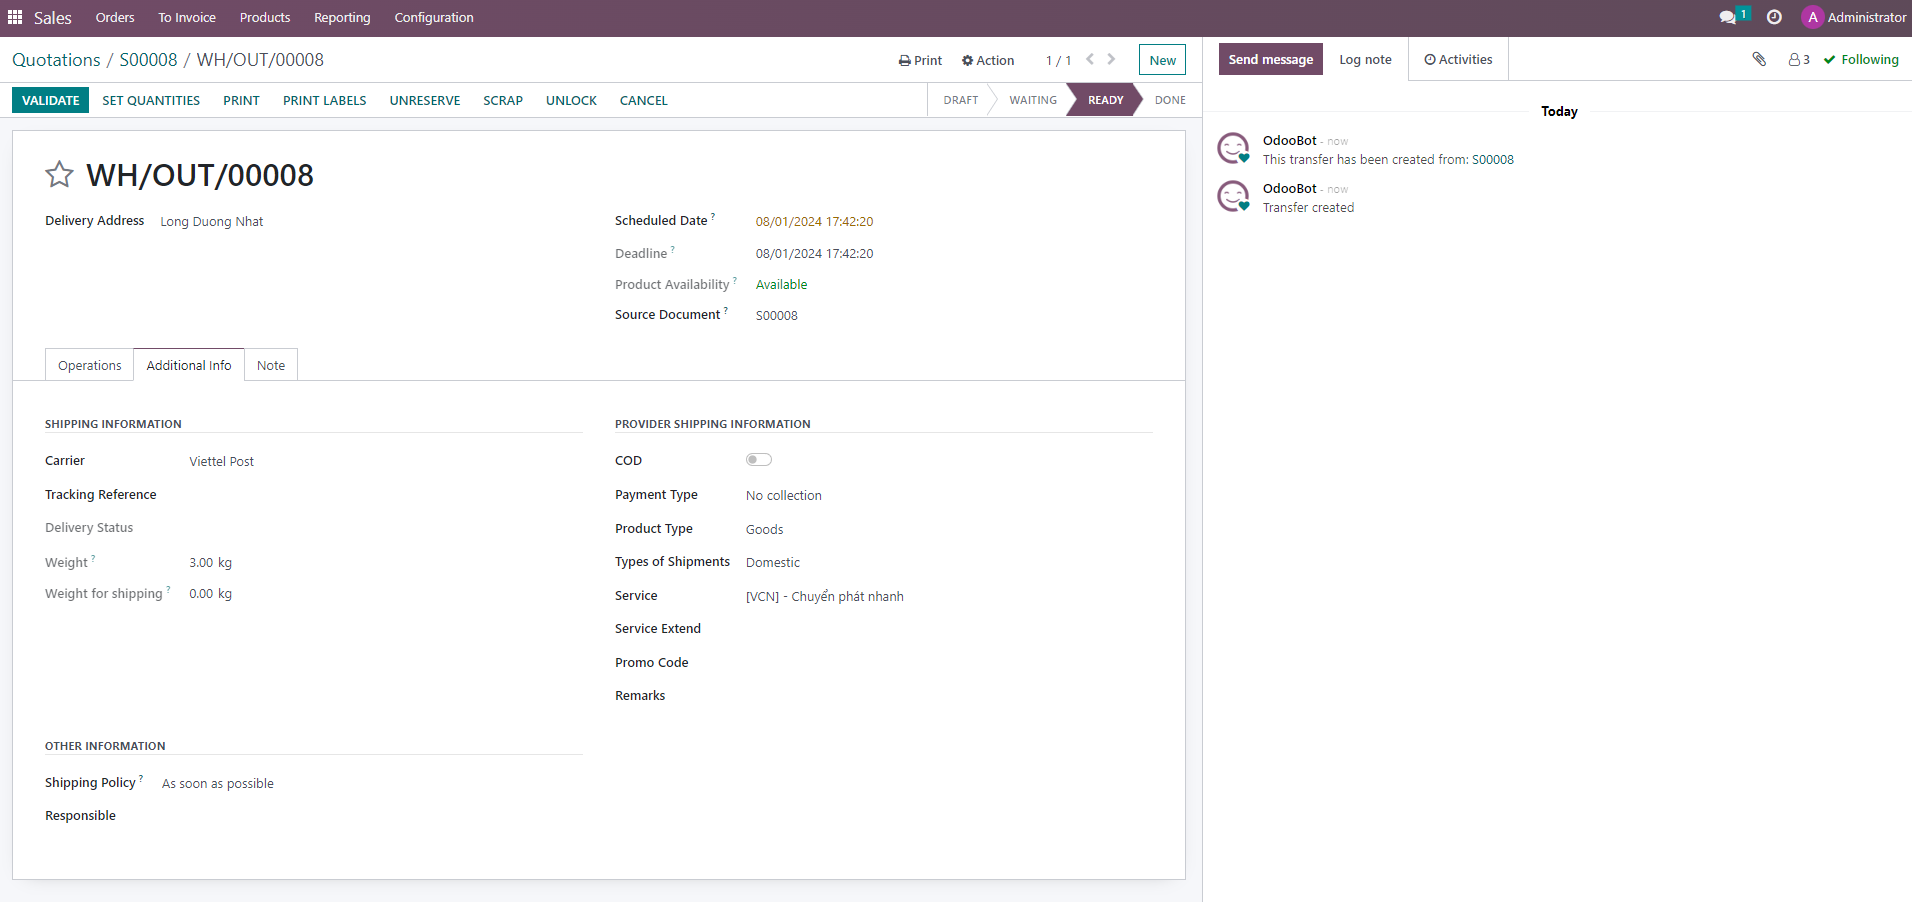 Sales Orders To Invoice Products Reporting Configuration 1 A Administrator
Quotations / S00008 / WH/OUT/00008 Print Action 1 / 1 New
Send message Log note Activities 3 Following
VALIDATE SET QUANTITIES PRINT PRINT LABELS UNRESERVE SCRAP UNLOCK CANCEL DRAFT WAITING READY DONE
Today
OdooBot - now
This transfer has been created from: S00008
OdooBot - now
Transfer created
WH/OUT/00008
Delivery Address Long Duong Nhat
Scheduled Date ? 08/01/2024 17:42:20
Deadline ? 08/01/2024 17:42:20
Product Availability ? Available
Source Document ? S00008
Operations Additional Info Note
SHIPPING INFORMATION
Carrier Viettel Post
Tracking Reference
Delivery Status
Weight ? 3.00 kg
Weight for shipping ? 0.00 kg
PROVIDER SHIPPING INFORMATION
COD
Payment Type No collection
Product Type Goods
Types of Shipments Domestic
Service [VCN] - Chuyển phát nhanh
Service Extend
Promo Code
Remarks
OTHER INFORMATION
Shipping Policy ? As soon as possible
Responsible